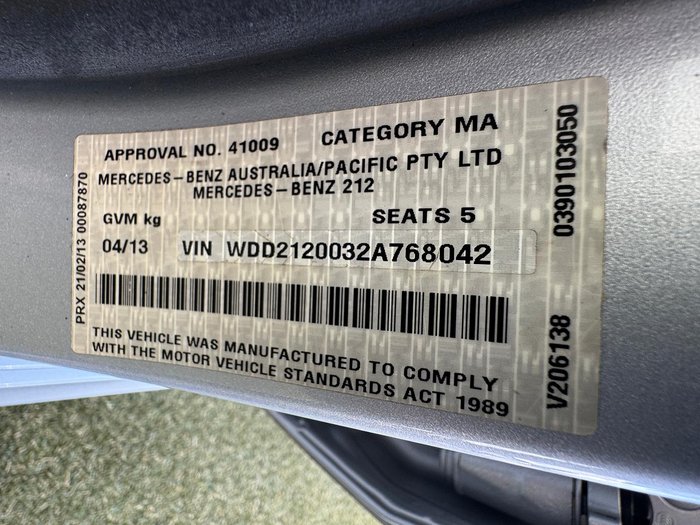 APPROVAL NO. 41009 CATEGORY MA
MERCEDES-BENZ AUSTRALIA/PACIFIC PTY LTD
MERCEDES-BENZ 212
GVM kg SEATS 5
04/13 VIN WDD2120032A768042
THIS VEHICLE WAS MANUFACTURED TO COMPLY
WITH THE MOTOR VEHICLE STANDARDS ACT 1989
PRX 21/02/13 00087870
V206138 0390103050